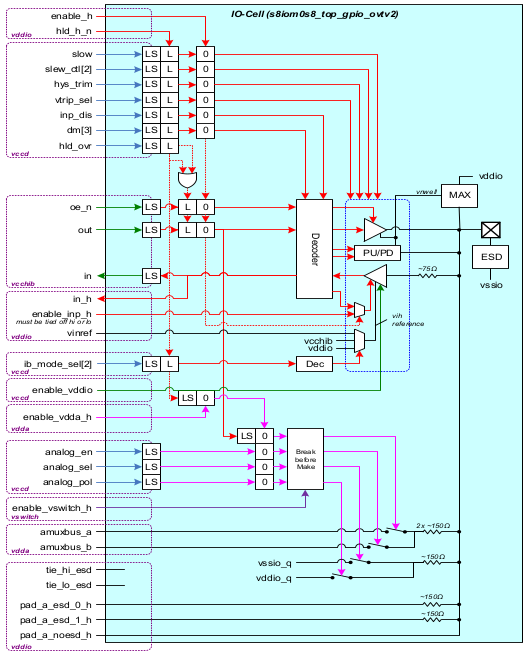 IO-Cell (s8iom0s8_top_gpio_ovtv2)
enable_h
hld_h_n
vddio
slow LS L 0
slew_ctl[2] LS L 0
hys_trim LS L 0
vtrip_sel LS L 0
inp_dis LS L 0
dm[3] LS L 0
hld_ovr LS L
vccd
vddio
vnwell MAX
oe_n LS L 0
out LS L 0
Decoder
PU/PD
ESD
vssio
in LS
~75Ω
vcchib
in_h
enable_inp_h
must be tied off hi or lo
vih
reference
vinref
vddio
vcchib
vddio
ib_mode_sel[2] LS L Dec
vccd
enable_vddio
vccd
LS 0
enable_vdda_h
vdda
LS 0
analog_en LS 0
analog_sel LS 0
analog_pol LS 0
Break
before
Make
vccd
enable_vswitch_h
vswitch
amuxbus_a
2x ~150Ω
amuxbus_b
vdda
vssio_q
~150Ω
vddio_q
tie_hi_esd
tie_lo_esd
pad_a_esd_0_h
~150Ω
pad_a_esd_1_h
~150Ω
pad_a_noesd_h
vddio